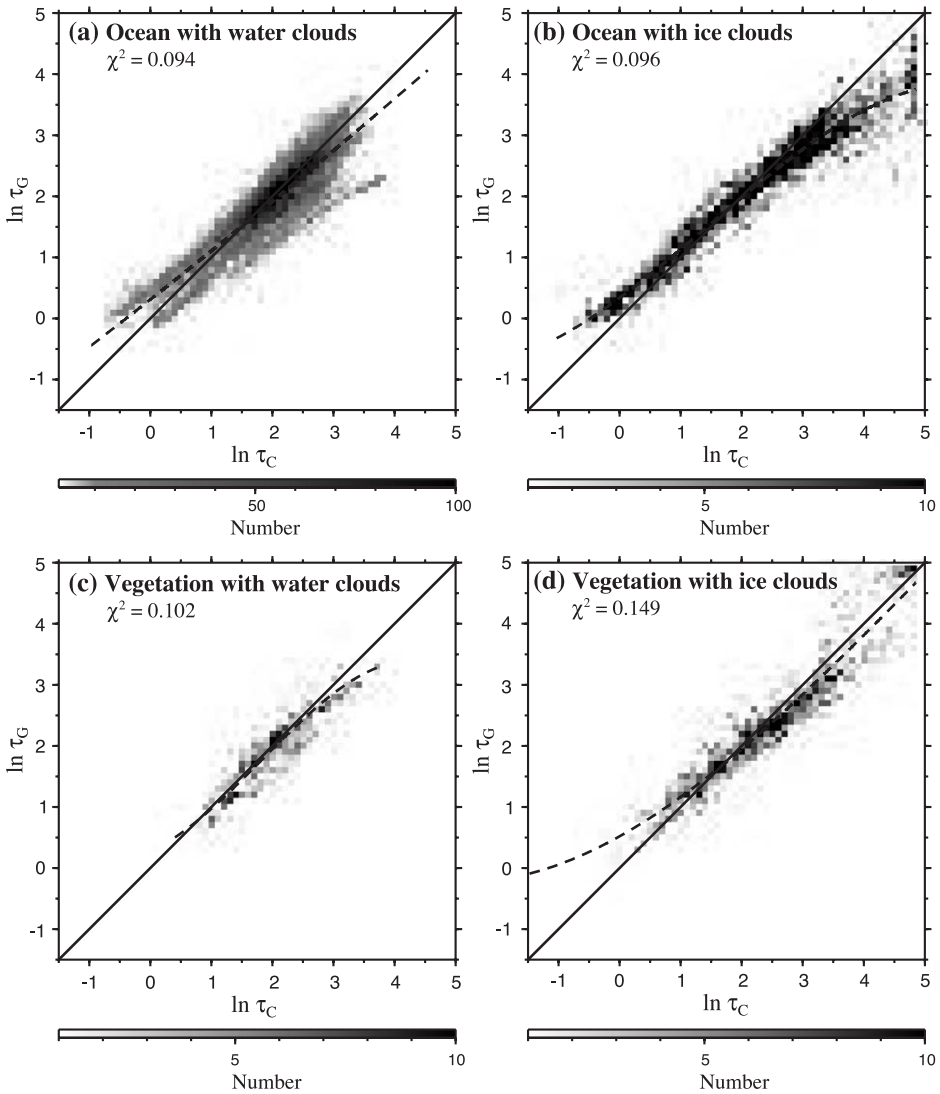 (a) Ocean with water clouds
χ² = 0.094
5
4
3
2
1
0
-1
ln τG
-1 0 1 2 3 4 5
ln τC
50 100
Number
(b) Ocean with ice clouds
χ² = 0.096
5
4
3
2
1
0
-1
ln τG
-1 0 1 2 3 4 5
ln τC
5 10
Number
(c) Vegetation with water clouds
χ² = 0.102
5
4
3
2
1
0
-1
ln τG
-1 0 1 2 3 4 5
ln τC
5 10
Number
(d) Vegetation with ice clouds
χ² = 0.149
5
4
3
2
1
0
-1
ln τG
-1 0 1 2 3 4 5
ln τC
5 10
Number